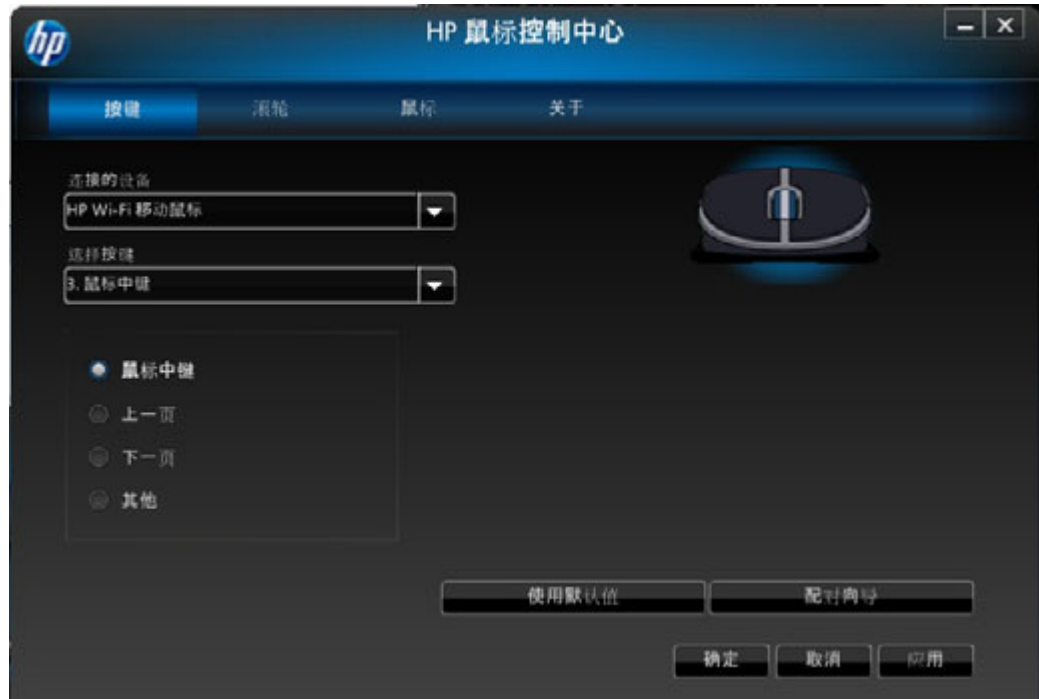 hp
HP 鼠标控制中心
按键 滚轮 鼠标 关于
连接的设备
HP Wi-Fi 移动鼠标
选择按键
3. 鼠标中键
鼠标中键
上一页
下一页
其他
使用默认值 配对向导
确定 取消 应用